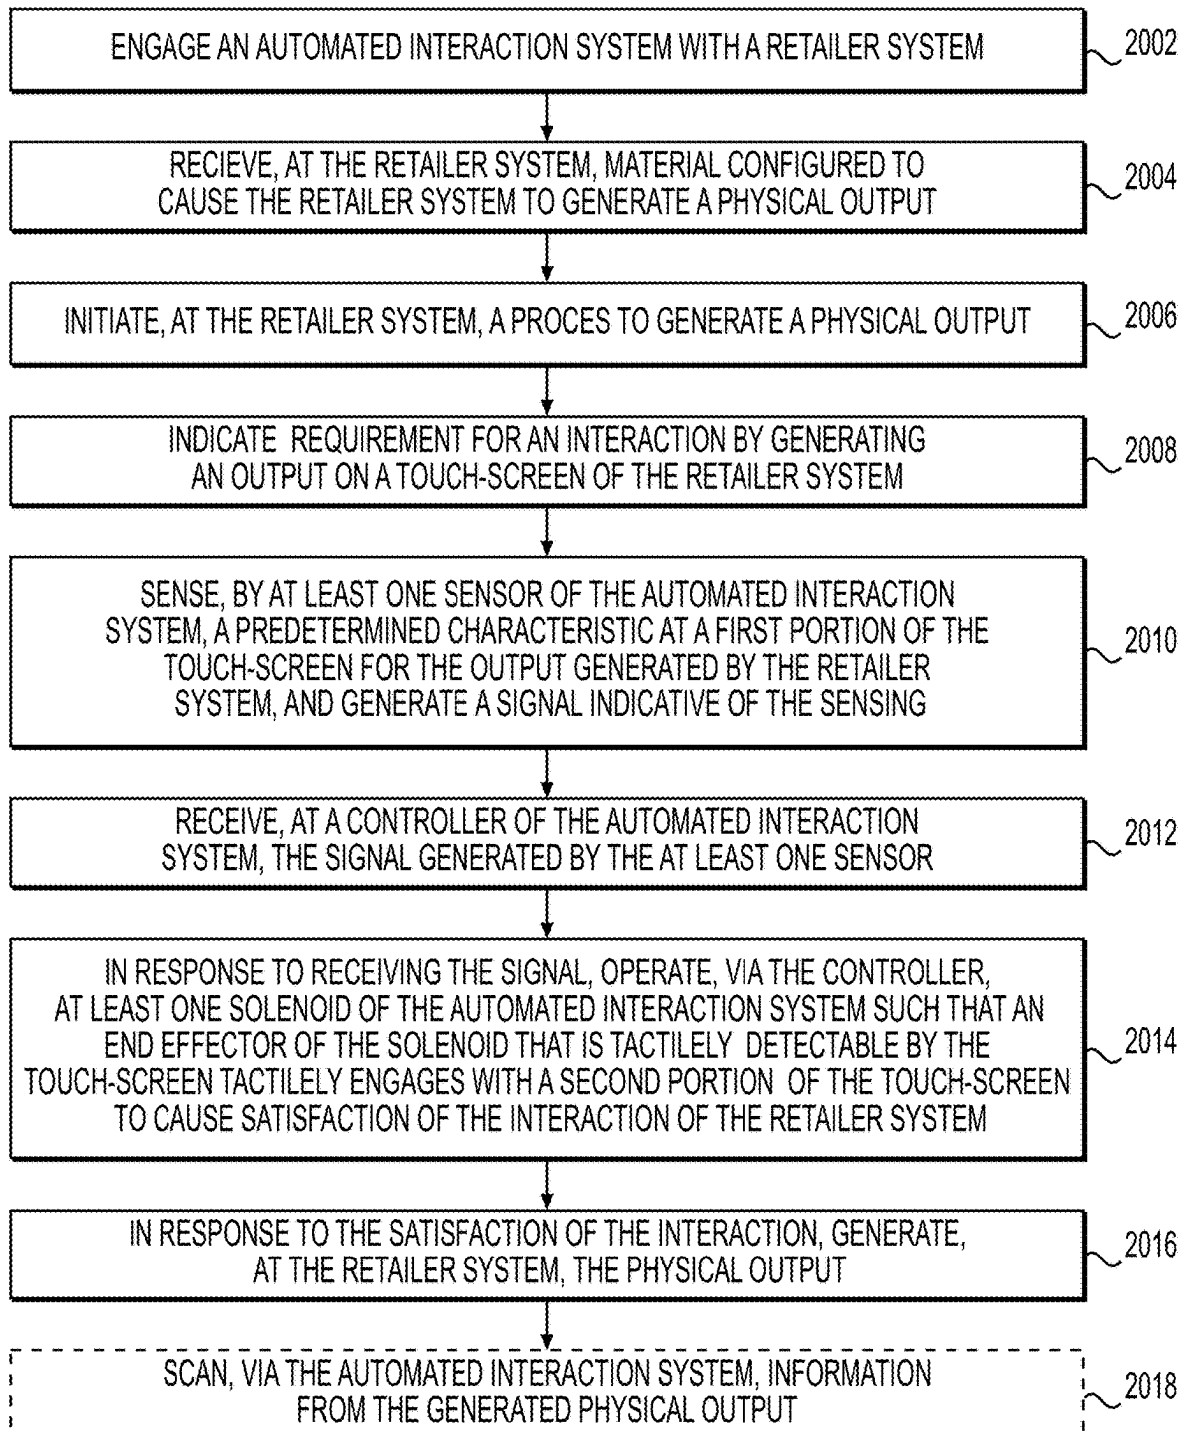 ENGAGE AN AUTOMATED INTERACTION SYSTEM WITH A RETAILER SYSTEM
2002
RECIEVE, AT THE RETAILER SYSTEM, MATERIAL CONFIGURED TO
CAUSE THE RETAILER SYSTEM TO GENERATE A PHYSICAL OUTPUT
2004
INITIATE, AT THE RETAILER SYSTEM, A PROCES TO GENERATE A PHYSICAL OUTPUT
2006
INDICATE REQUIREMENT FOR AN INTERACTION BY GENERATING
AN OUTPUT ON A TOUCH-SCREEN OF THE RETAILER SYSTEM
2008
SENSE, BY AT LEAST ONE SENSOR OF THE AUTOMATED INTERACTION
SYSTEM, A PREDETERMINED CHARACTERISTIC AT A FIRST PORTION OF THE
TOUCH-SCREEN FOR THE OUTPUT GENERATED BY THE RETAILER
SYSTEM, AND GENERATE A SIGNAL INDICATIVE OF THE SENSING
2010
RECEIVE, AT A CONTROLLER OF THE AUTOMATED INTERACTION
SYSTEM, THE SIGNAL GENERATED BY THE AT LEAST ONE SENSOR
2012
IN RESPONSE TO RECEIVING THE SIGNAL, OPERATE, VIA THE CONTROLLER,
AT LEAST ONE SOLENOID OF THE AUTOMATED INTERACTION SYSTEM SUCH THAT AN
END EFFECTOR OF THE SOLENOID THAT IS TACTILELY DETECTABLE BY THE
TOUCH-SCREEN TACTILELY ENGAGES WITH A SECOND PORTION OF THE TOUCH-SCREEN
TO CAUSE SATISFACTION OF THE INTERACTION OF THE RETAILER SYSTEM
2014
IN RESPONSE TO THE SATISFACTION OF THE INTERACTION, GENERATE,
AT THE RETAILER SYSTEM, THE PHYSICAL OUTPUT
2016
SCAN, VIA THE AUTOMATED INTERACTION SYSTEM, INFORMATION
FROM THE GENERATED PHYSICAL OUTPUT
2018